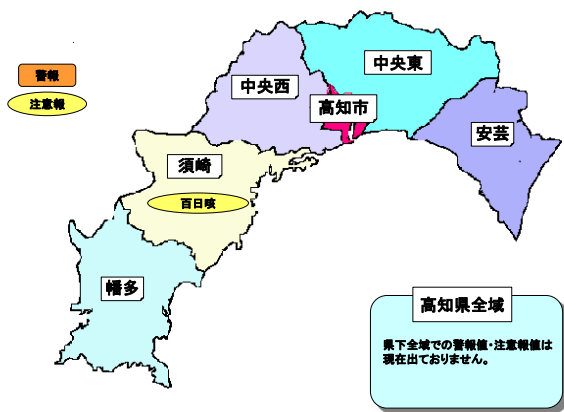 警報
注意報
中央東
中央西
高知市
安芸
須崎
百日咳
幡多
高知県全域
県下全域での警報値・注意報値は
現在出ておりません。